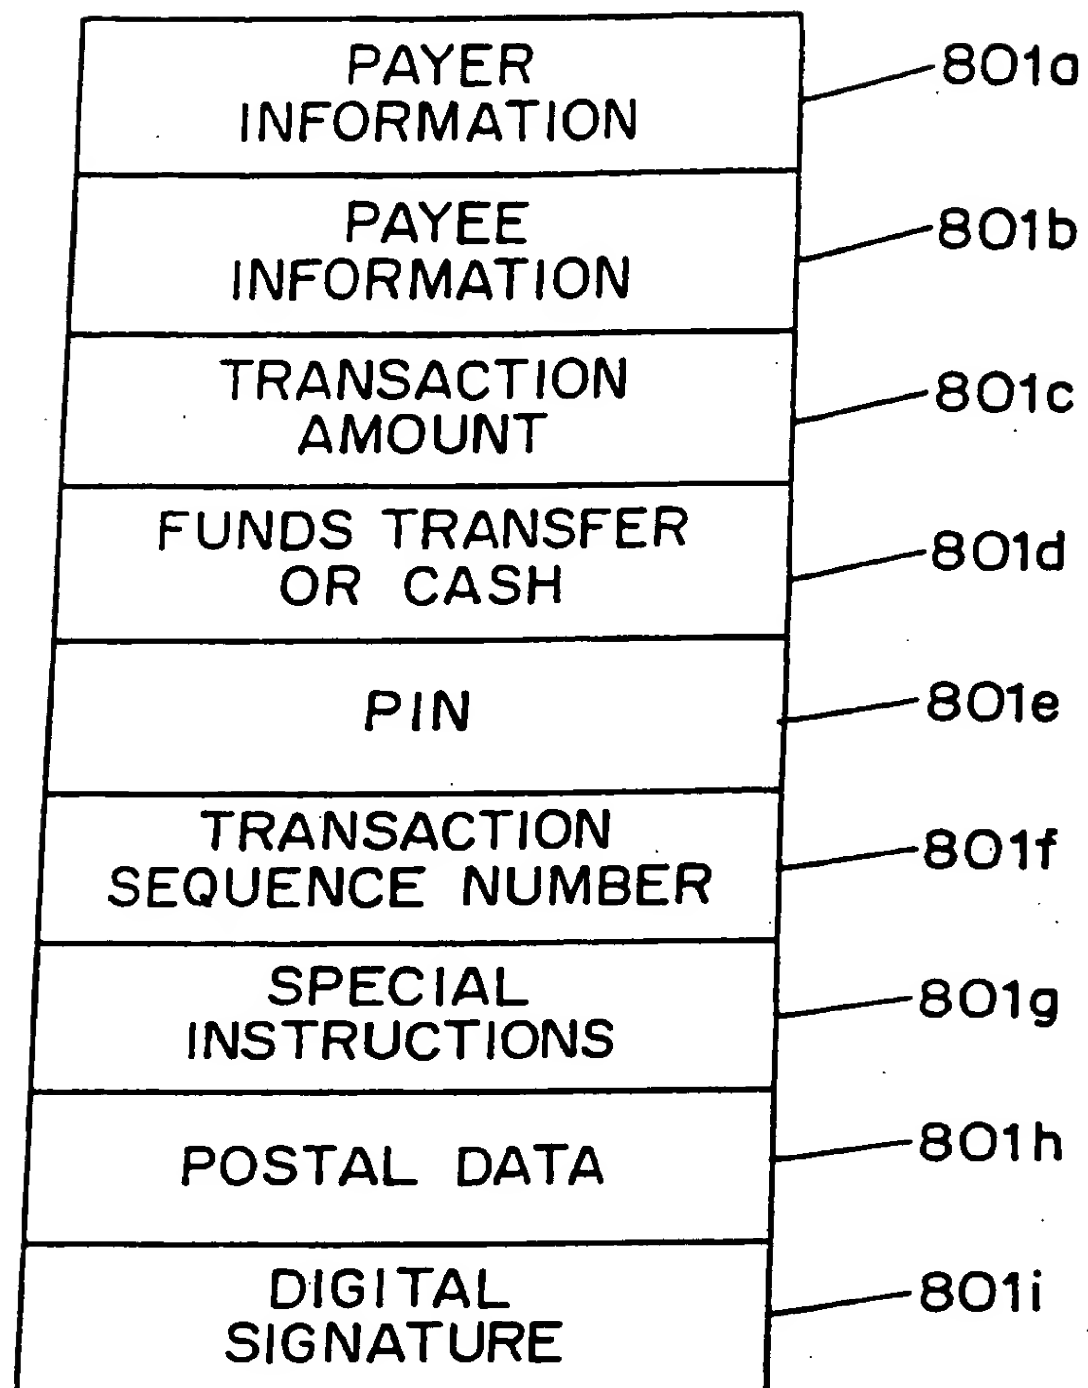 PAYER
INFORMATION
801a
PAYEE
INFORMATION
801b
TRANSACTION
AMOUNT
801c
FUNDS TRANSFER
OR CASH
801d
PIN
801e
TRANSACTION
SEQUENCE NUMBER
801f
SPECIAL
INSTRUCTIONS
801g
POSTAL DATA
801h
DIGITAL
SIGNATURE
801i